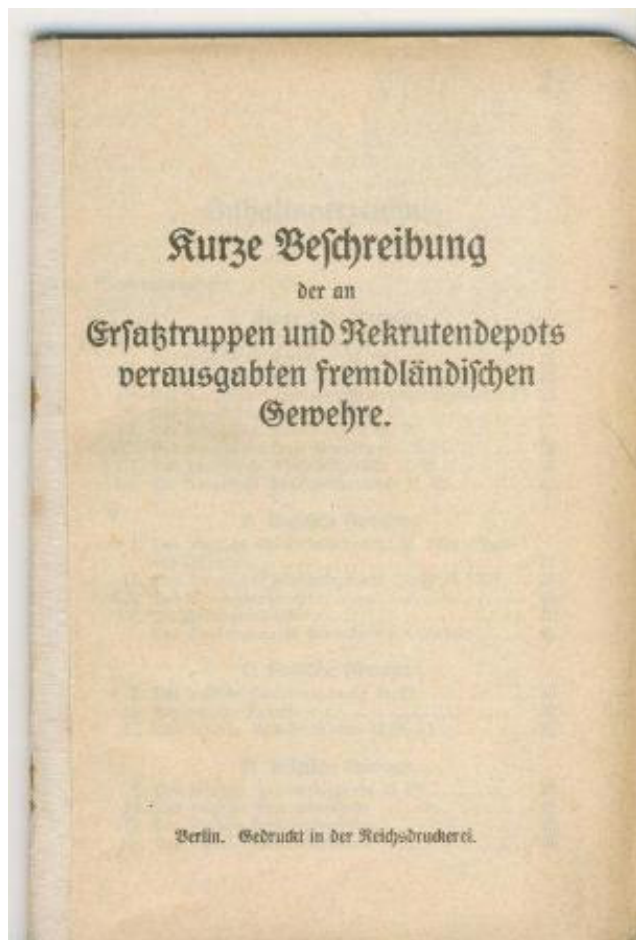 Kurze Beſchreibung
der an
Erſatztruppen und Rekrutendepots
verausgabten fremdländiſchen
Gewehre.
Berlin. Gedruckt in der Reichsdruckerei.